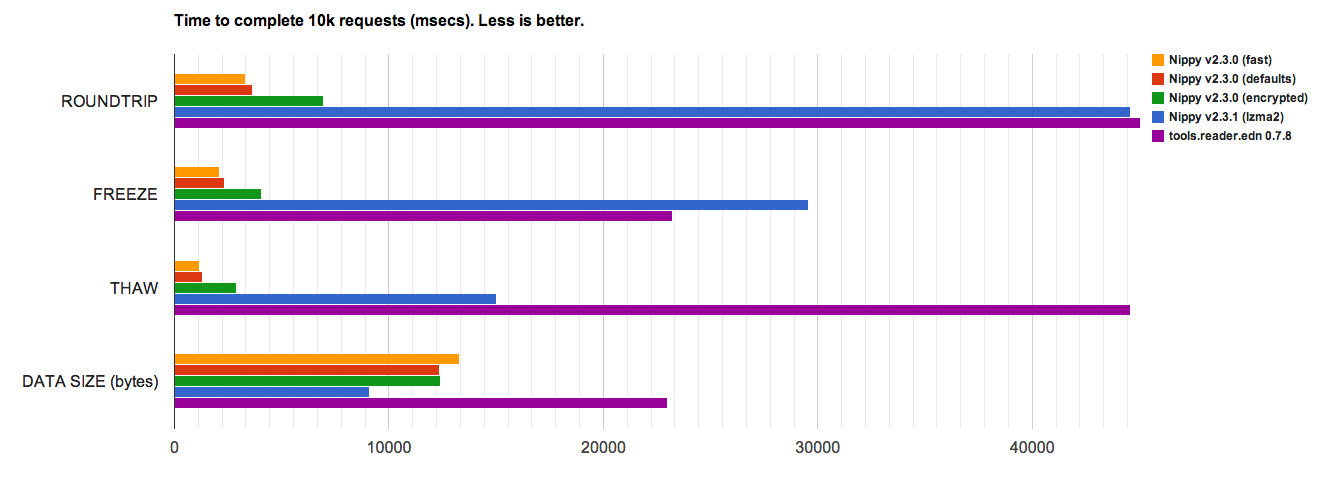 Time to complete 10k requests (msecs). Less is better.
Nippy v2.3.0 (fast)
Nippy v2.3.0 (defaults)
Nippy v2.3.0 (encrypted)
Nippy v2.3.1 (lzma2)
tools.reader.edn 0.7.8
ROUNDTRIP
FREEZE
THAW
DATA SIZE (bytes)
0 10000 20000 30000 40000